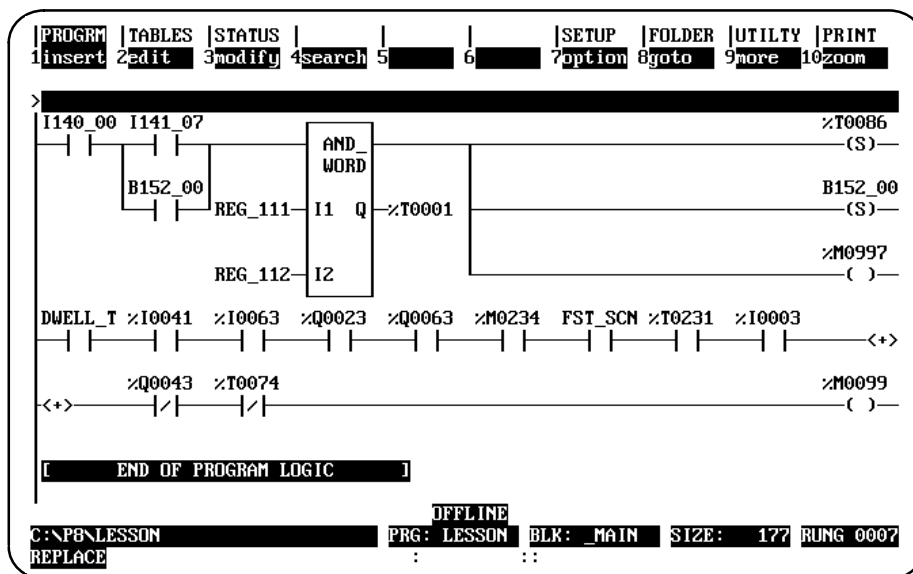 PROGRM |TABLES |STATUS | | | |SETUP |FOLDER |UTILTY |PRINT
1insert 2edit 3modify 4search 5 6 7option 8goto 9more 10zoom
>
I140_00 I141_07 %T0086
AND_ (S)
WORD
B152_00 B152_00
REG_111 I1 Q %T0001 (S)
%M0997
REG_112 I2 ( )
DWELL_T %I0041 %I0063 %Q0023 %Q0063 %M0234 FST_SCN %T0231 %I0003
<+>
%Q0043 %T0074 %M0099
<+> ( )
[ END OF PROGRAM LOGIC ]
OFFLINE
C:\P8\LESSON PRG: LESSON BLK: _MAIN SIZE: 177 RUNG 0007
REPLACE : ::